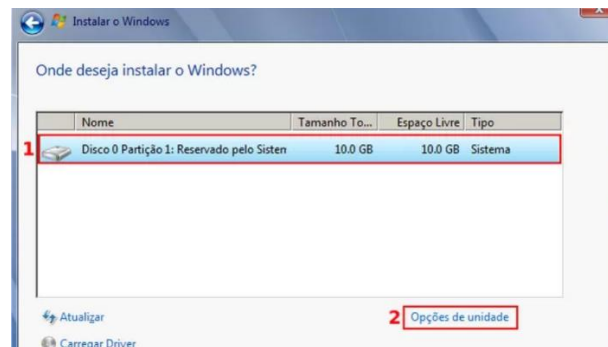 Instalar o Windows
Onde deseja instalar o Windows?
Nome Tamanho To... Espaço Livre Tipo
1 Disco 0 Partição 1: Reservado pelo Sisten 10.0 GB 10.0 GB Sistema
Atualizar 2 Opções de unidade
Carregar Driver